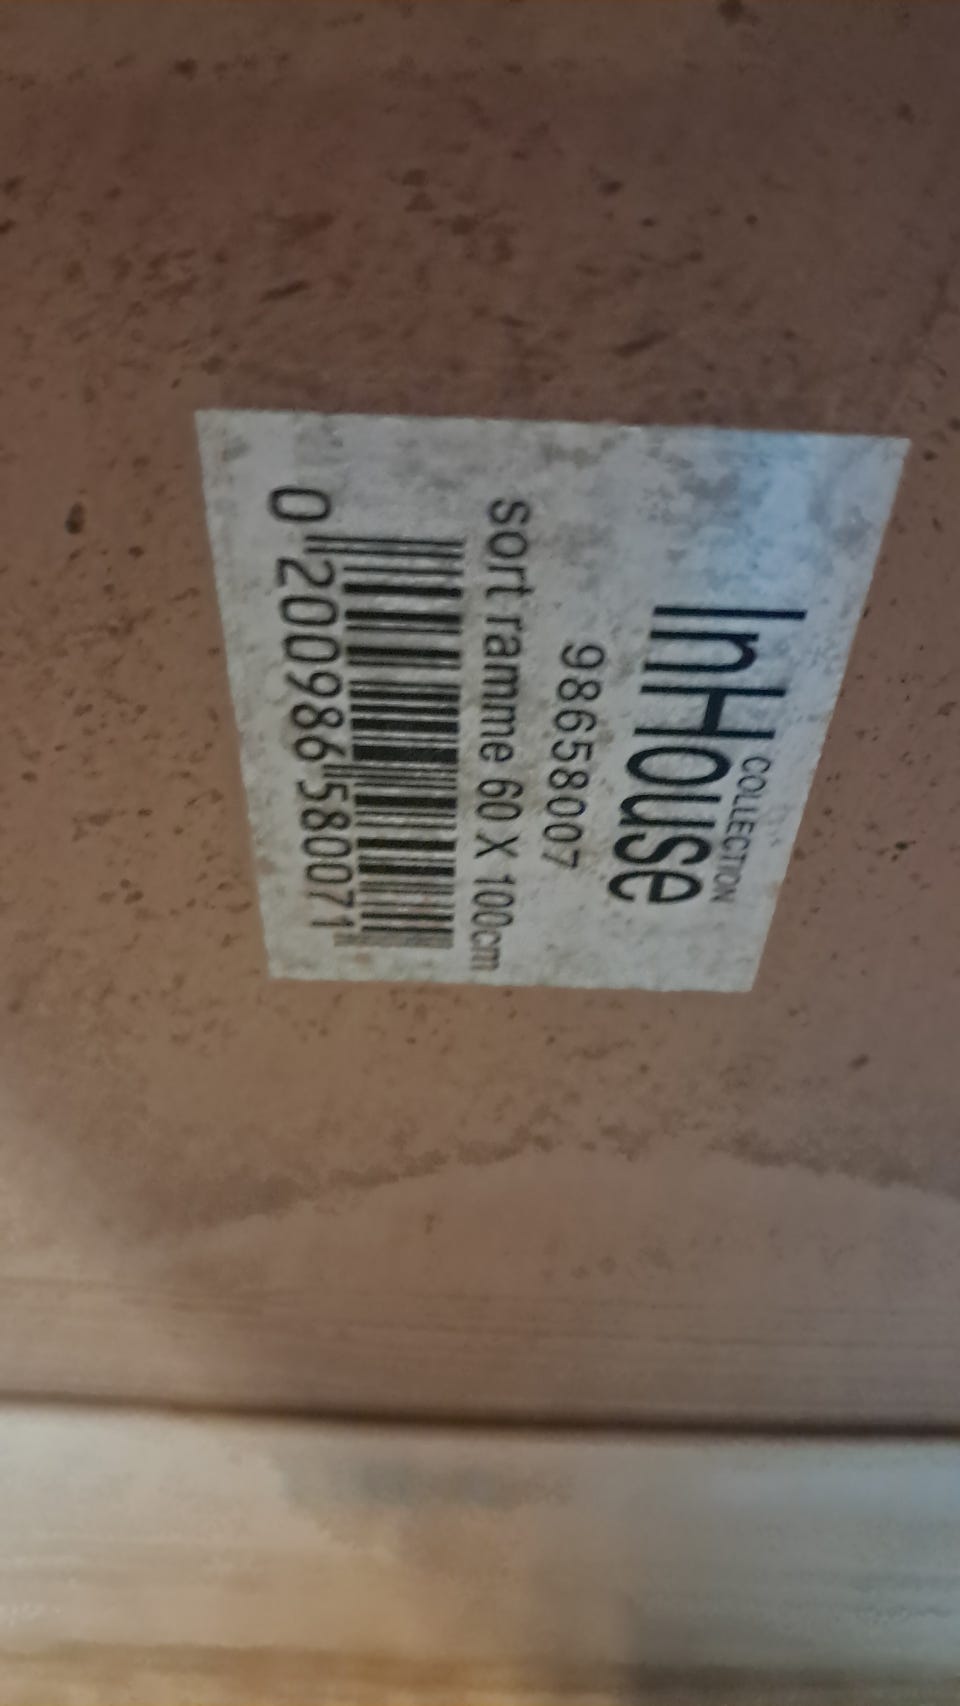 InHouse
COLLECTION
98658007
sort ramme 60 X 100cm
0 200986 580071